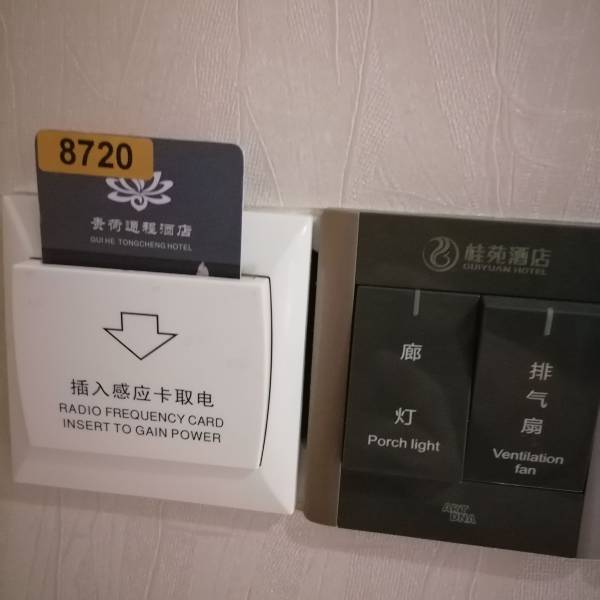 8720
贵荷通程酒店
GUI HE TONGCHENG HOTEL
插入感应卡取电
RADIO FREQUENCY CARD
INSERT TO GAIN POWER
桂苑酒店
GUIYUAN HOTEL
廊
灯
Porch light
排
气
扇
Ventilation
fan
ART
DNA